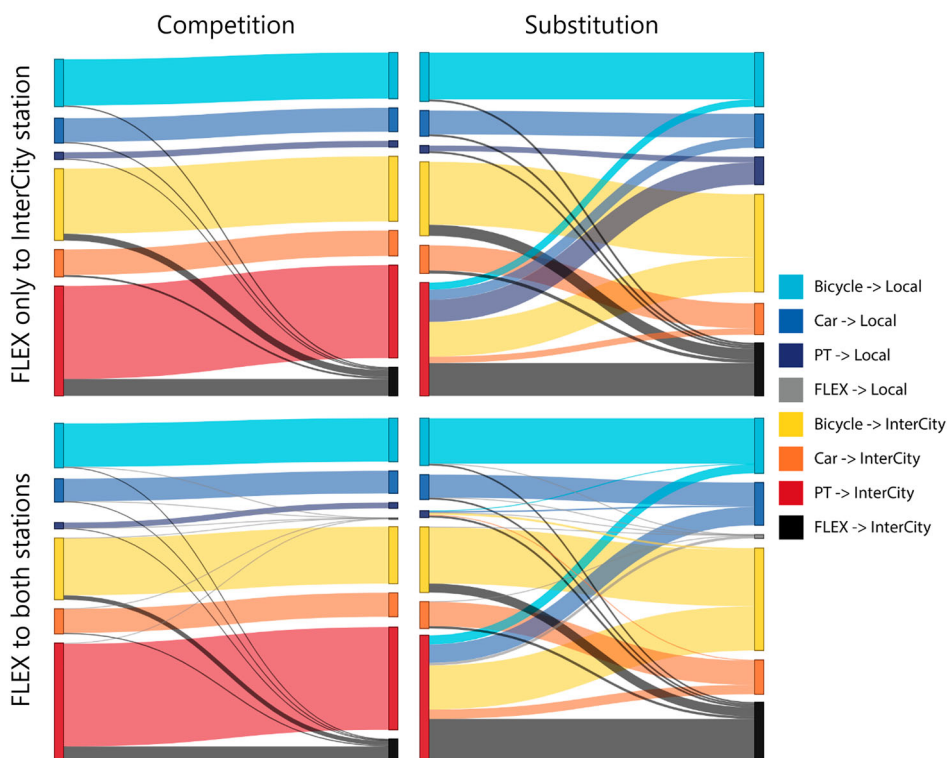 Competition
Substitution
FLEX only to InterCity station
FLEX to both stations
Bicycle -> Local
Car -> Local
PT -> Local
FLEX -> Local
Bicycle -> InterCity
Car -> InterCity
PT -> InterCity
FLEX -> InterCity